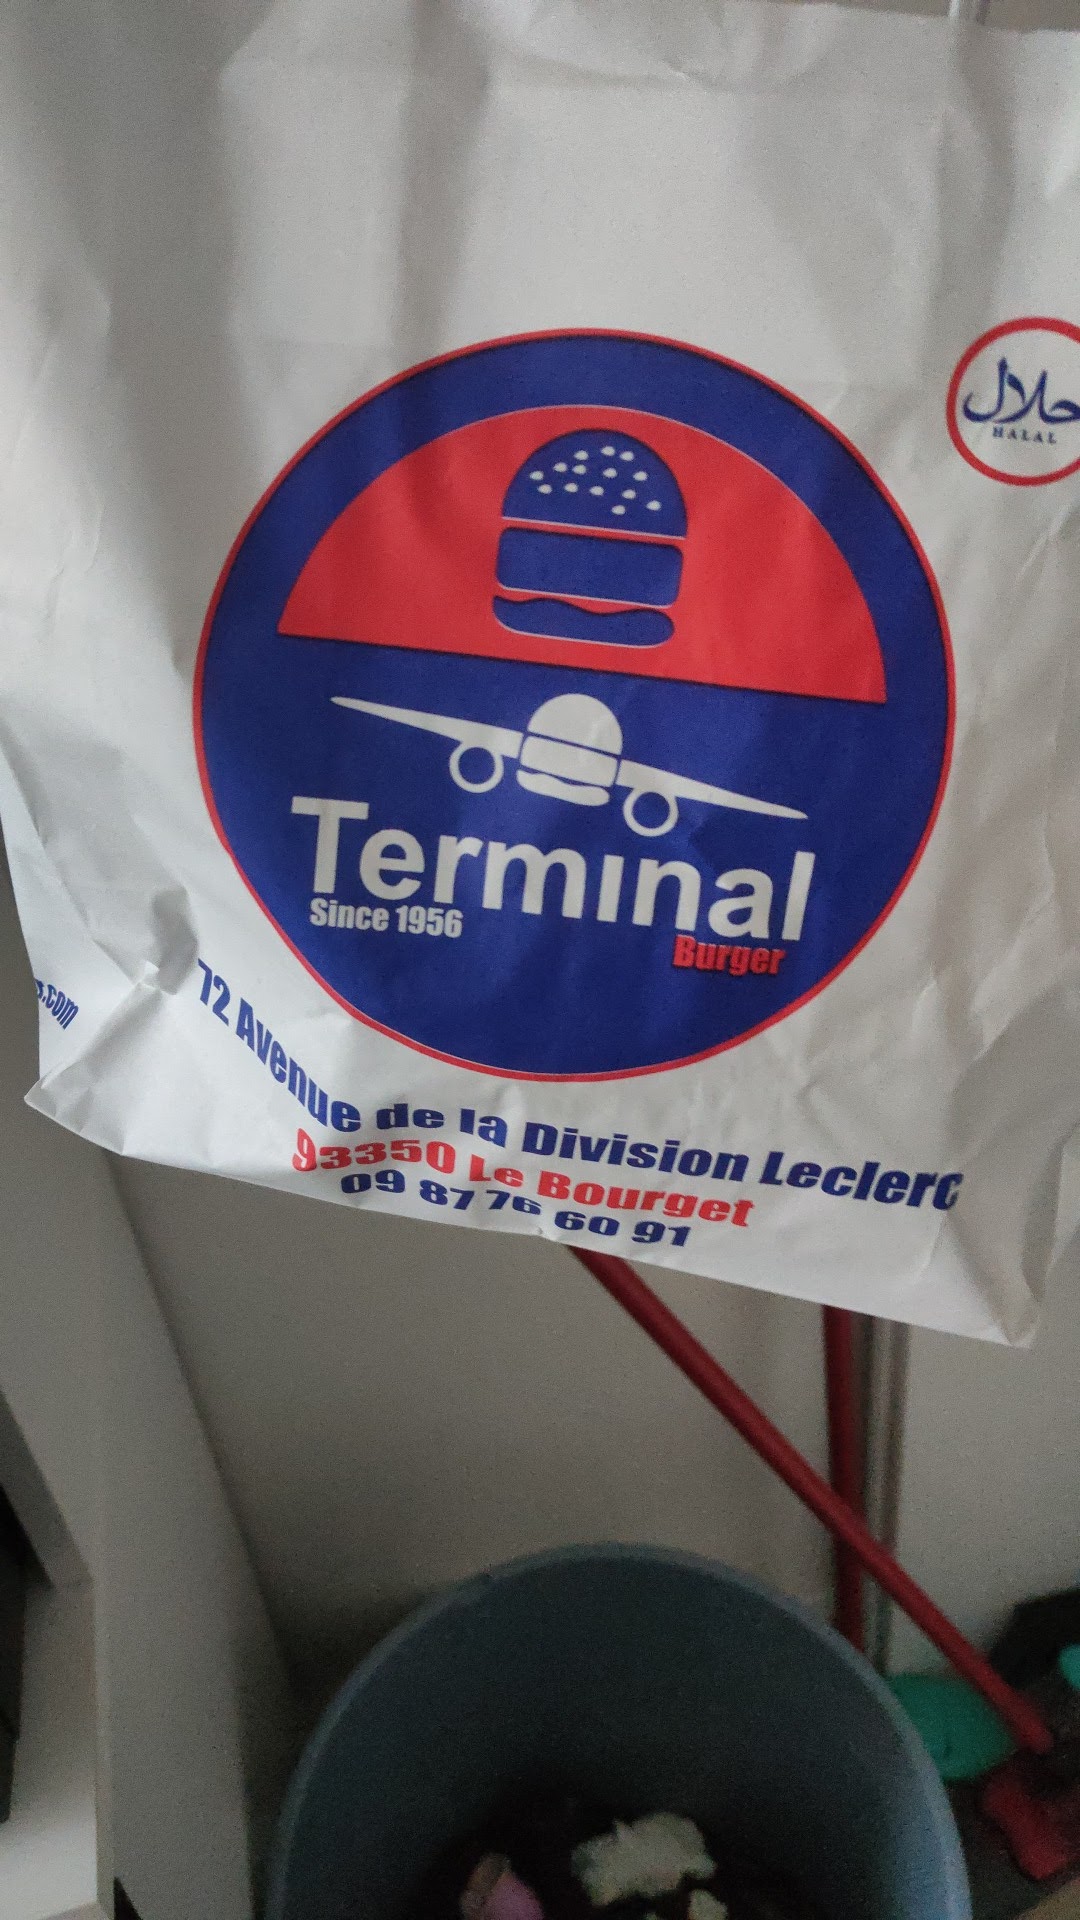 حلال
HALAL
Terminal
Since 1956
Burger
.com
72 Avenue de la Division Leclerc
93350 Le Bourget
09 87 76 60 91